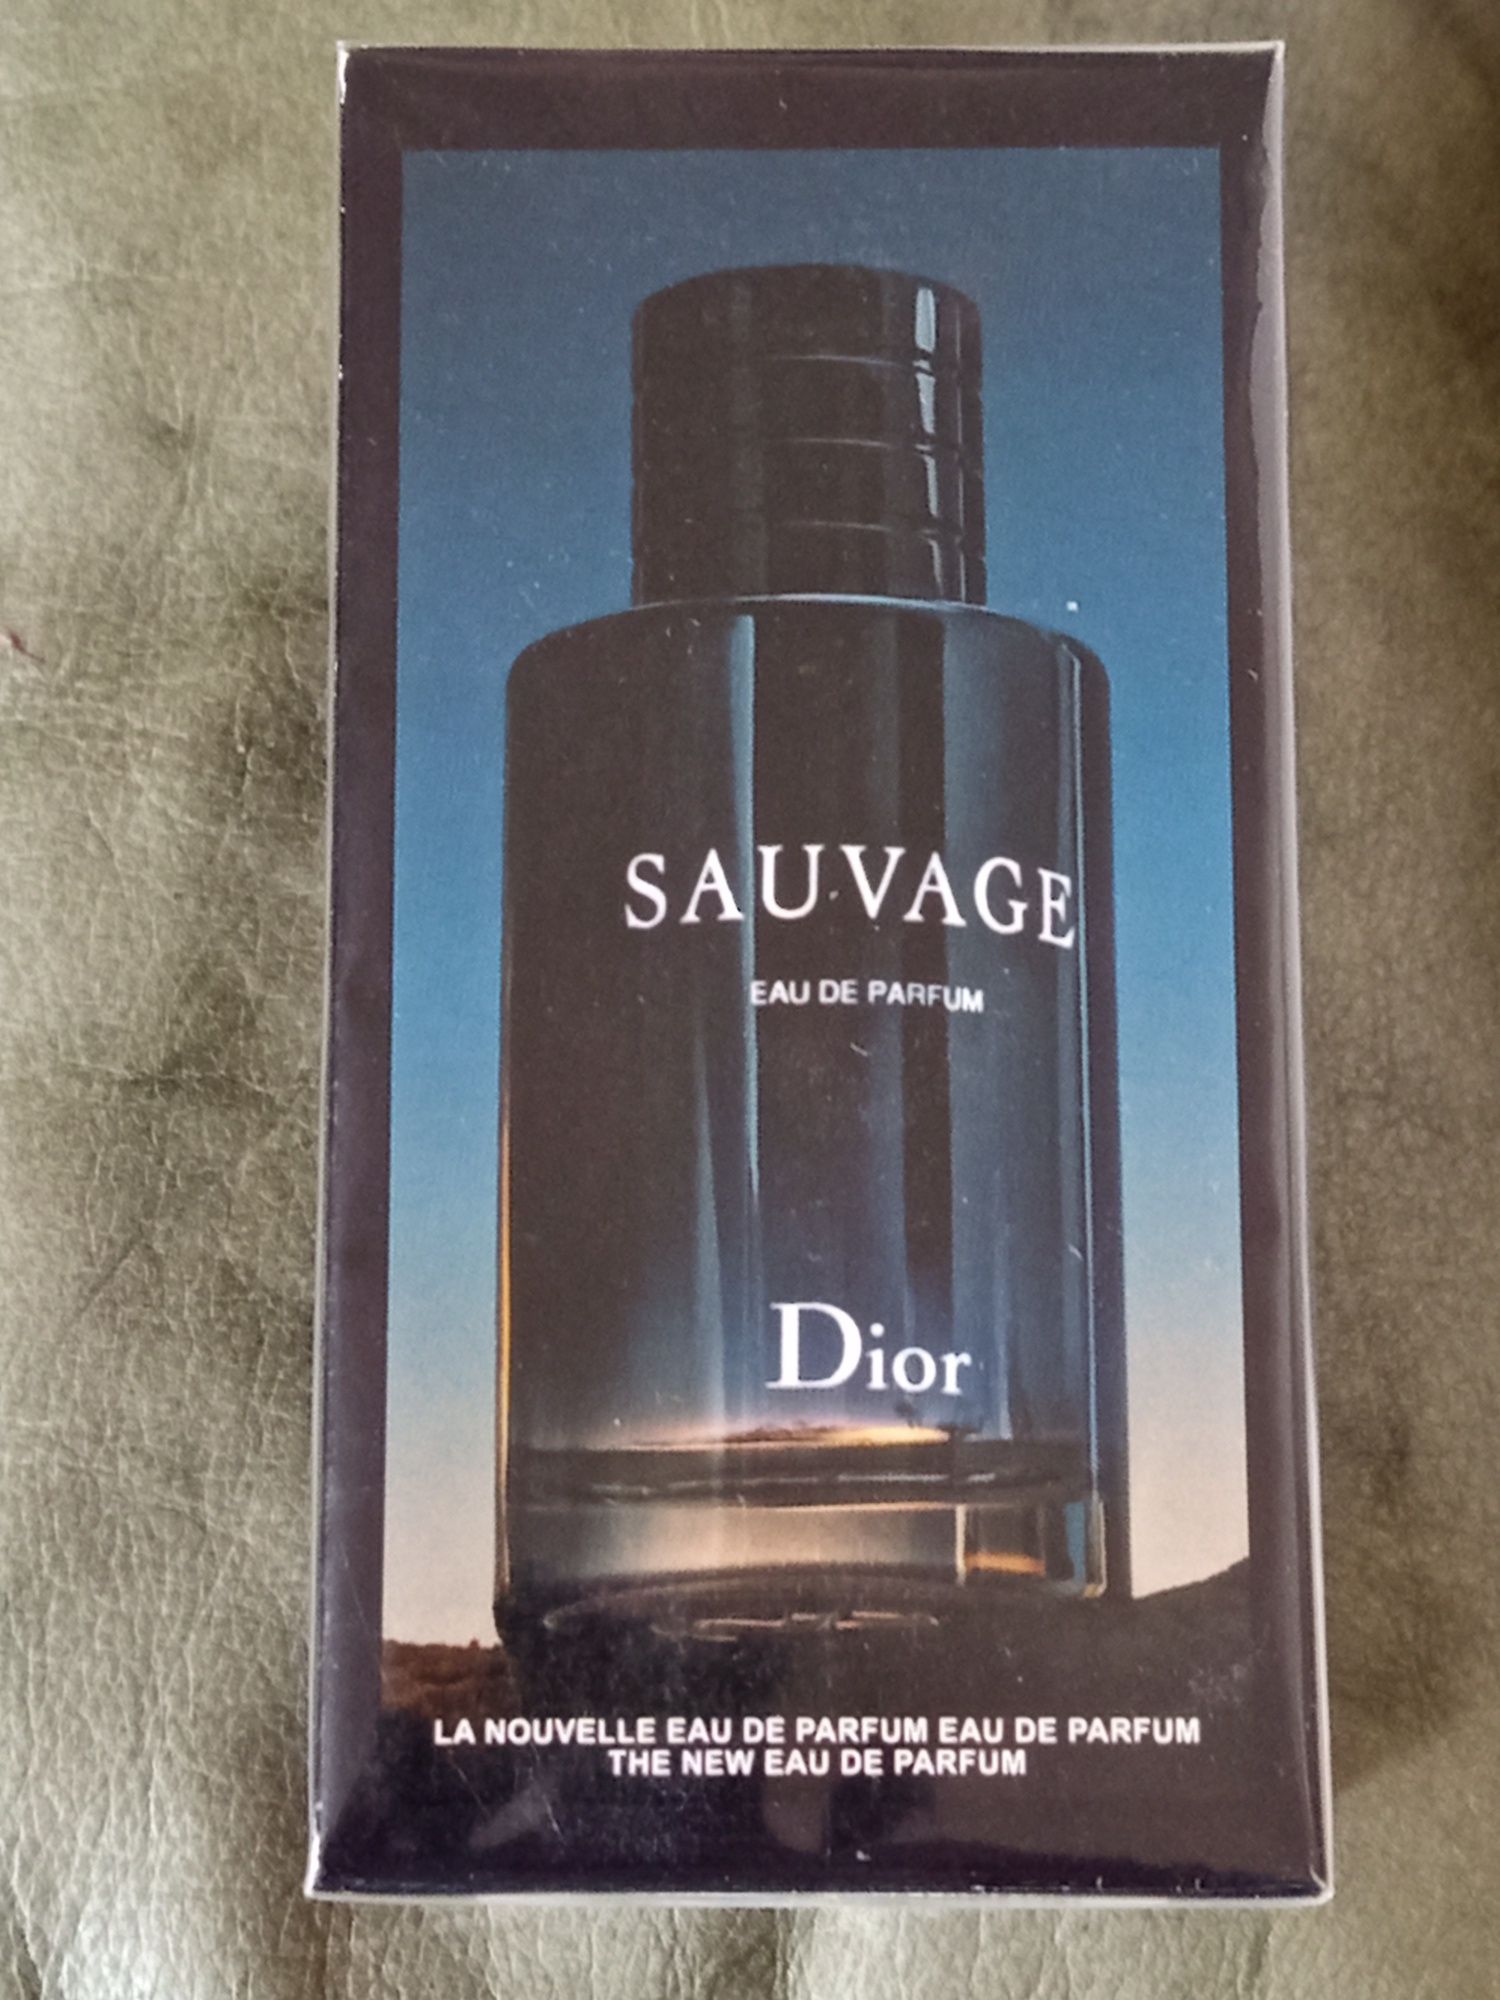 SAUVAGE
EAU DE PARFUM
Dior
LA NOUVELLE EAU DE PARFUM EAU DE PARFUM
THE NEW EAU DE PARFUM